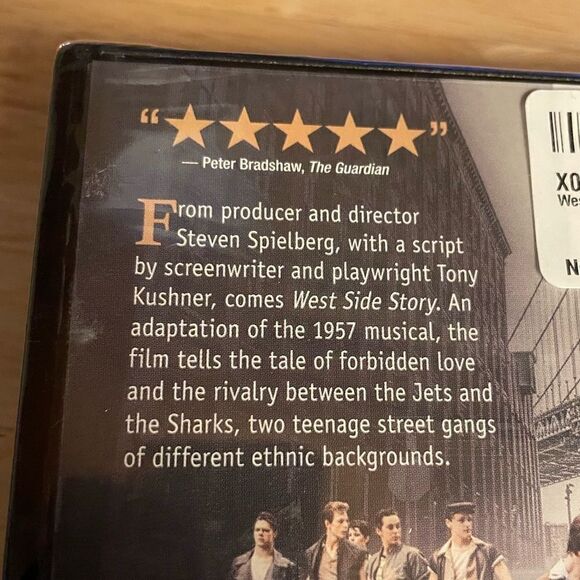 “★★★★★”
— Peter Bradshaw, The Guardian
From producer and director
Steven Spielberg, with a script
by screenwriter and playwright Tony
Kushner, comes West Side Story. An
adaptation of the 1957 musical, the
film tells the tale of forbidden love
and the rivalry between the Jets and
the Sharks, two teenage street gangs
of different ethnic backgrounds.
X0
Wes
N